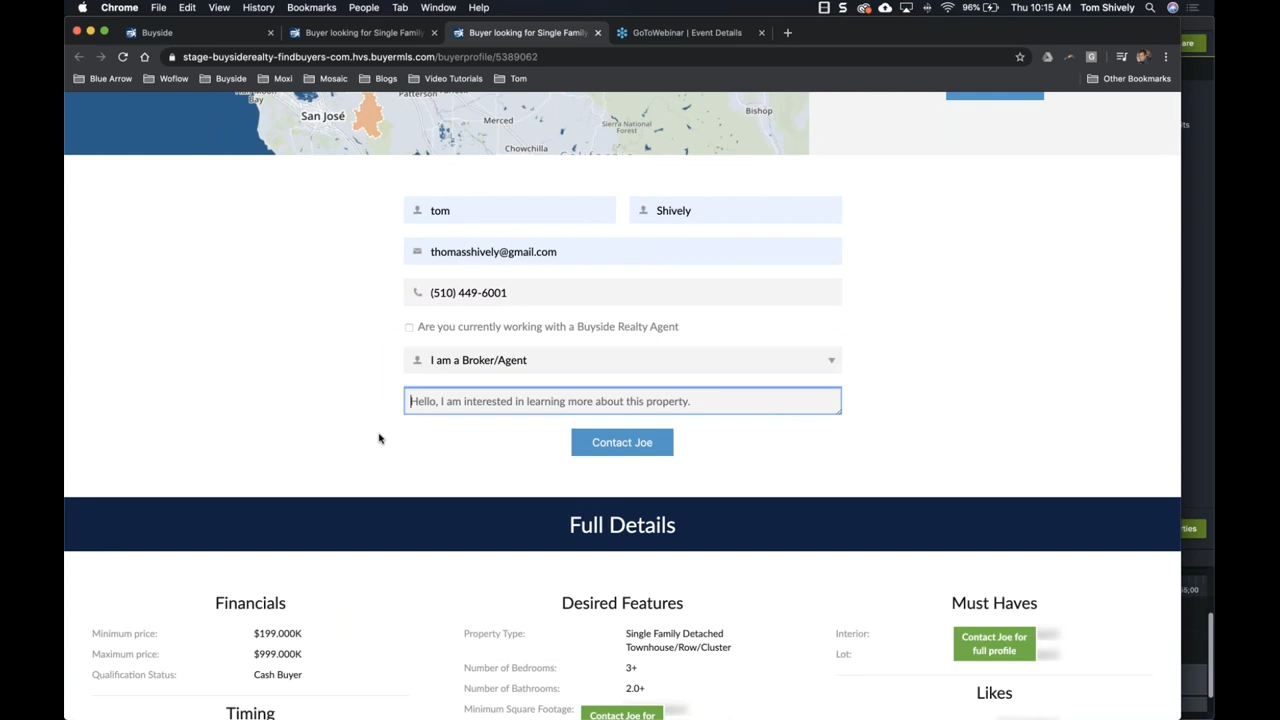 Chrome File Edit View History Bookmarks People Tab Window Help
96% Thu 10:15 AM Tom Shively
Buyside
Buyer looking for Single Family
Buyer looking for Single Family
GoToWebinar | Event Details
stage-buysiderealty-findbuyers-com.hvs.buyermls.com/buyerprofile/5389062
Blue Arrow Woflow Buyside Moxi Mosaic Blogs Video Tutorials Tom Other Bookmarks
Bay
Patterson
San José
Merced
Sierra National
Forest
Bishop
Chowchilla
tom
Shively
thomasshively@gmail.com
(510) 449-6001
Are you currently working with a Buyside Realty Agent
I am a Broker/Agent
Hello, I am interested in learning more about this property.
Contact Joe
Full Details
Financials
Minimum price: $199.000K
Maximum price: $999.000K
Qualification Status: Cash Buyer
Timing
Desired Features
Property Type: Single Family Detached
Townhouse/Row/Cluster
Number of Bedrooms: 3+
Number of Bathrooms: 2.0+
Minimum Square Footage: Contact Joe for
Must Haves
Interior:
Lot:
Contact Joe for
full profile
Likes